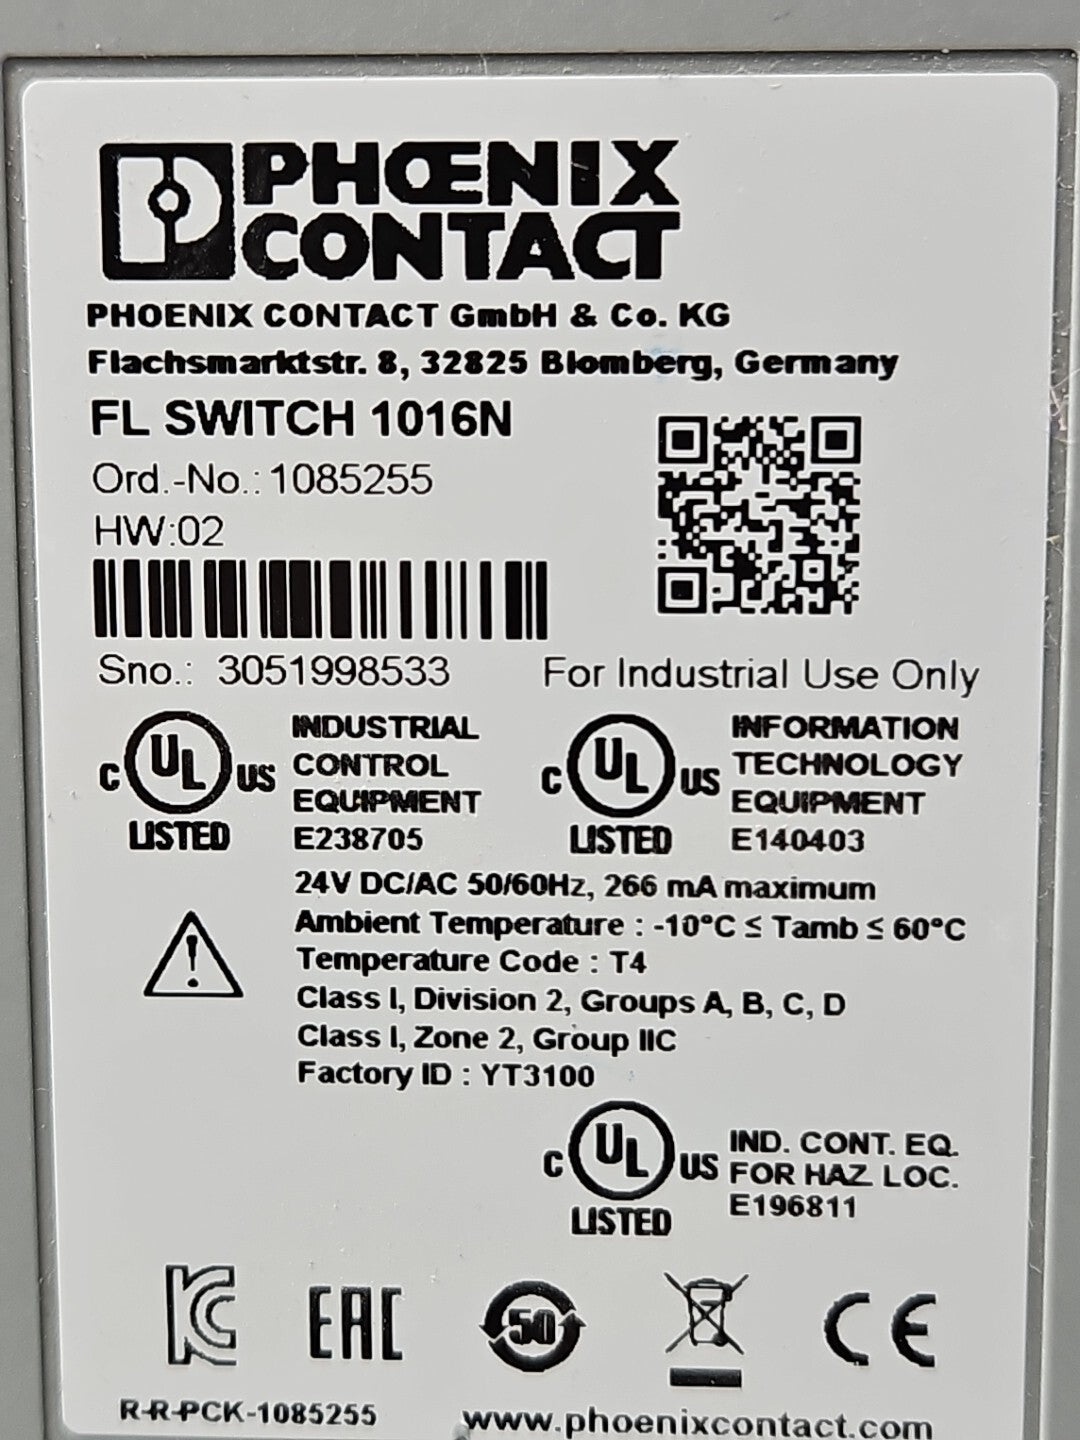 PHŒNIX
CONTACT
PHOENIX CONTACT GmbH & Co. KG
Flachsmarktstr. 8, 32825 Blomberg, Germany
FL SWITCH 1016N
Ord.-No.: 1085255
HW:02
Sno.: 3051998533
For Industrial Use Only
C UL US LISTED
INDUSTRIAL
CONTROL
EQUIPMENT
E238705
C UL US LISTED
INFORMATION
TECHNOLOGY
EQUIPMENT
E140403
24V DC/AC 50/60Hz, 266 mA maximum
Ambient Temperature : -10°C ≤ Tamb ≤ 60°C
Temperature Code : T4
Class I, Division 2, Groups A, B, C, D
Class I, Zone 2, Group IIC
Factory ID : YT3100
C UL US LISTED
IND. CONT. EQ.
FOR HAZ LOC.
E196811
KC EAC 50 CE
R-R-PCK-1085255
www.phoenixcontact.com